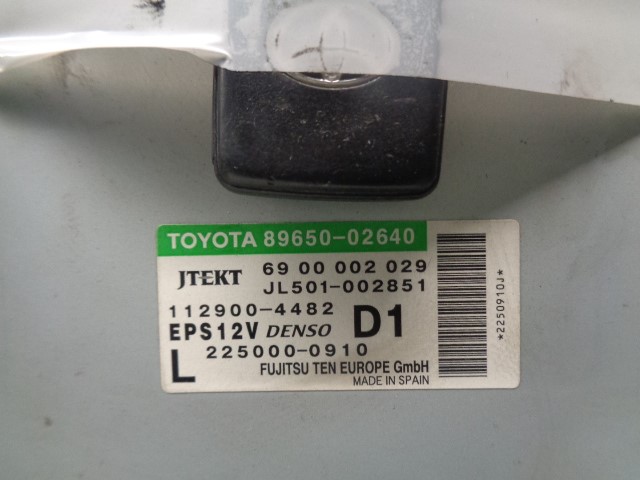 TOYOTA 89650-02640
JTEKT 69 00 002 029
JL501-002851
112900-4482
EPS12V DENSO D1
L 225000-0910
FUJITSU TEN EUROPE GmbH
MADE IN SPAIN
*2250910J*